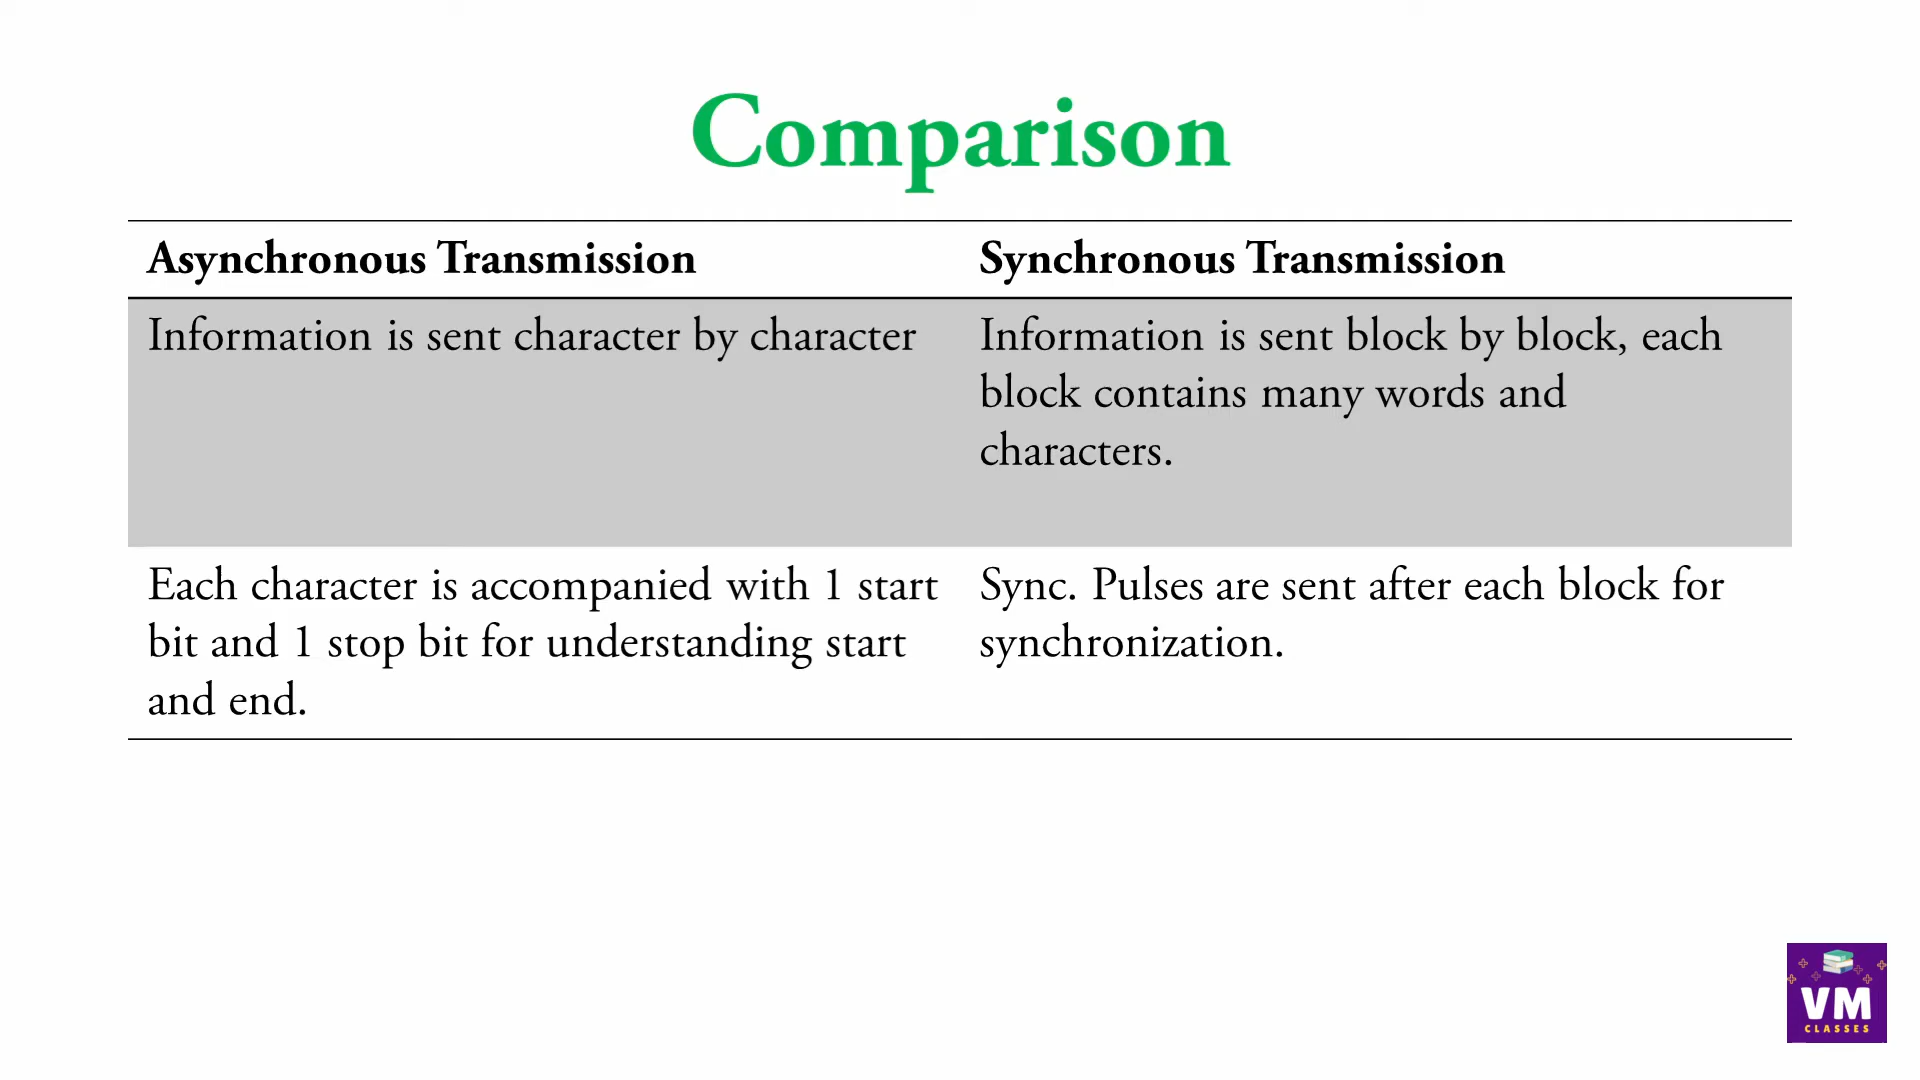 Comparison
Asynchronous Transmission
Synchronous Transmission
Information is sent character by character
Information is sent block by block, each
block contains many words and
characters.
Each character is accompanied with 1 start
bit and 1 stop bit for understanding start
and end.
Sync. Pulses are sent after each block for
synchronization.
VM
CLASSES